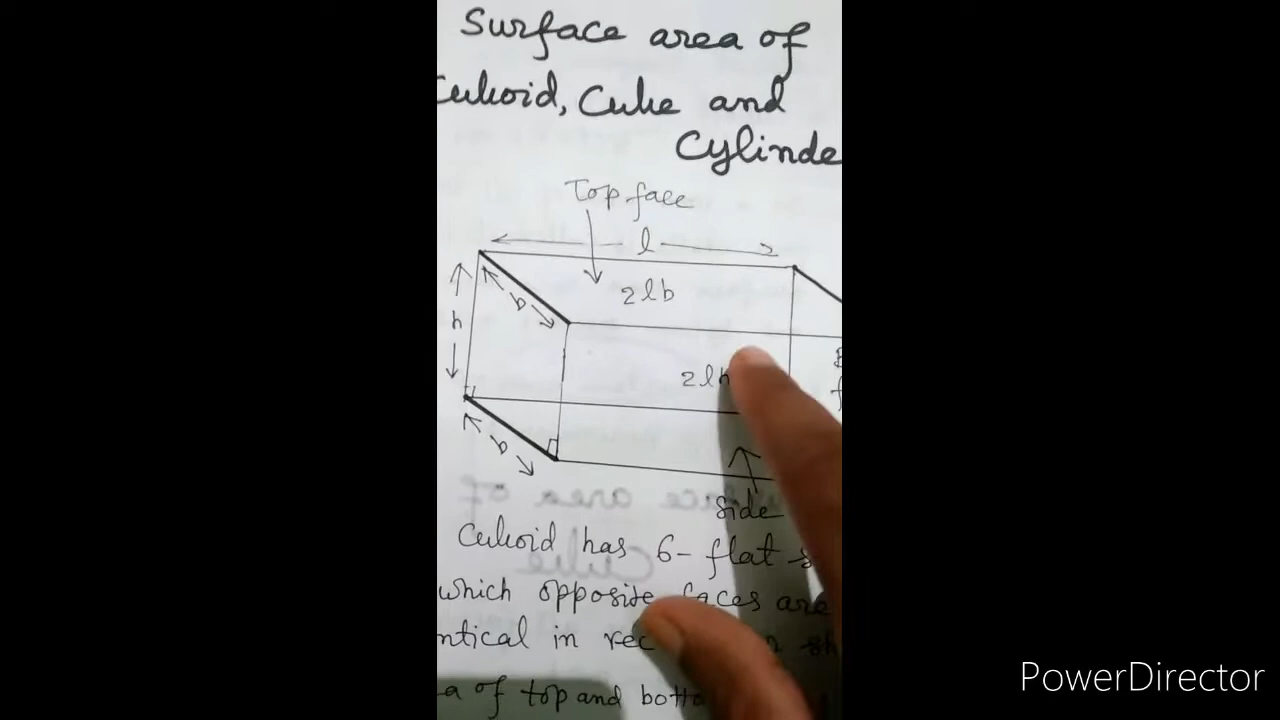 Surface area of
Cuboid, Cube and
Cylinde
Top face
l
2lb
b
h
2lh
b
Side
Cuboid has 6- flat
which opposite faces are
ntical in rec
a of top and botto
PowerDirector